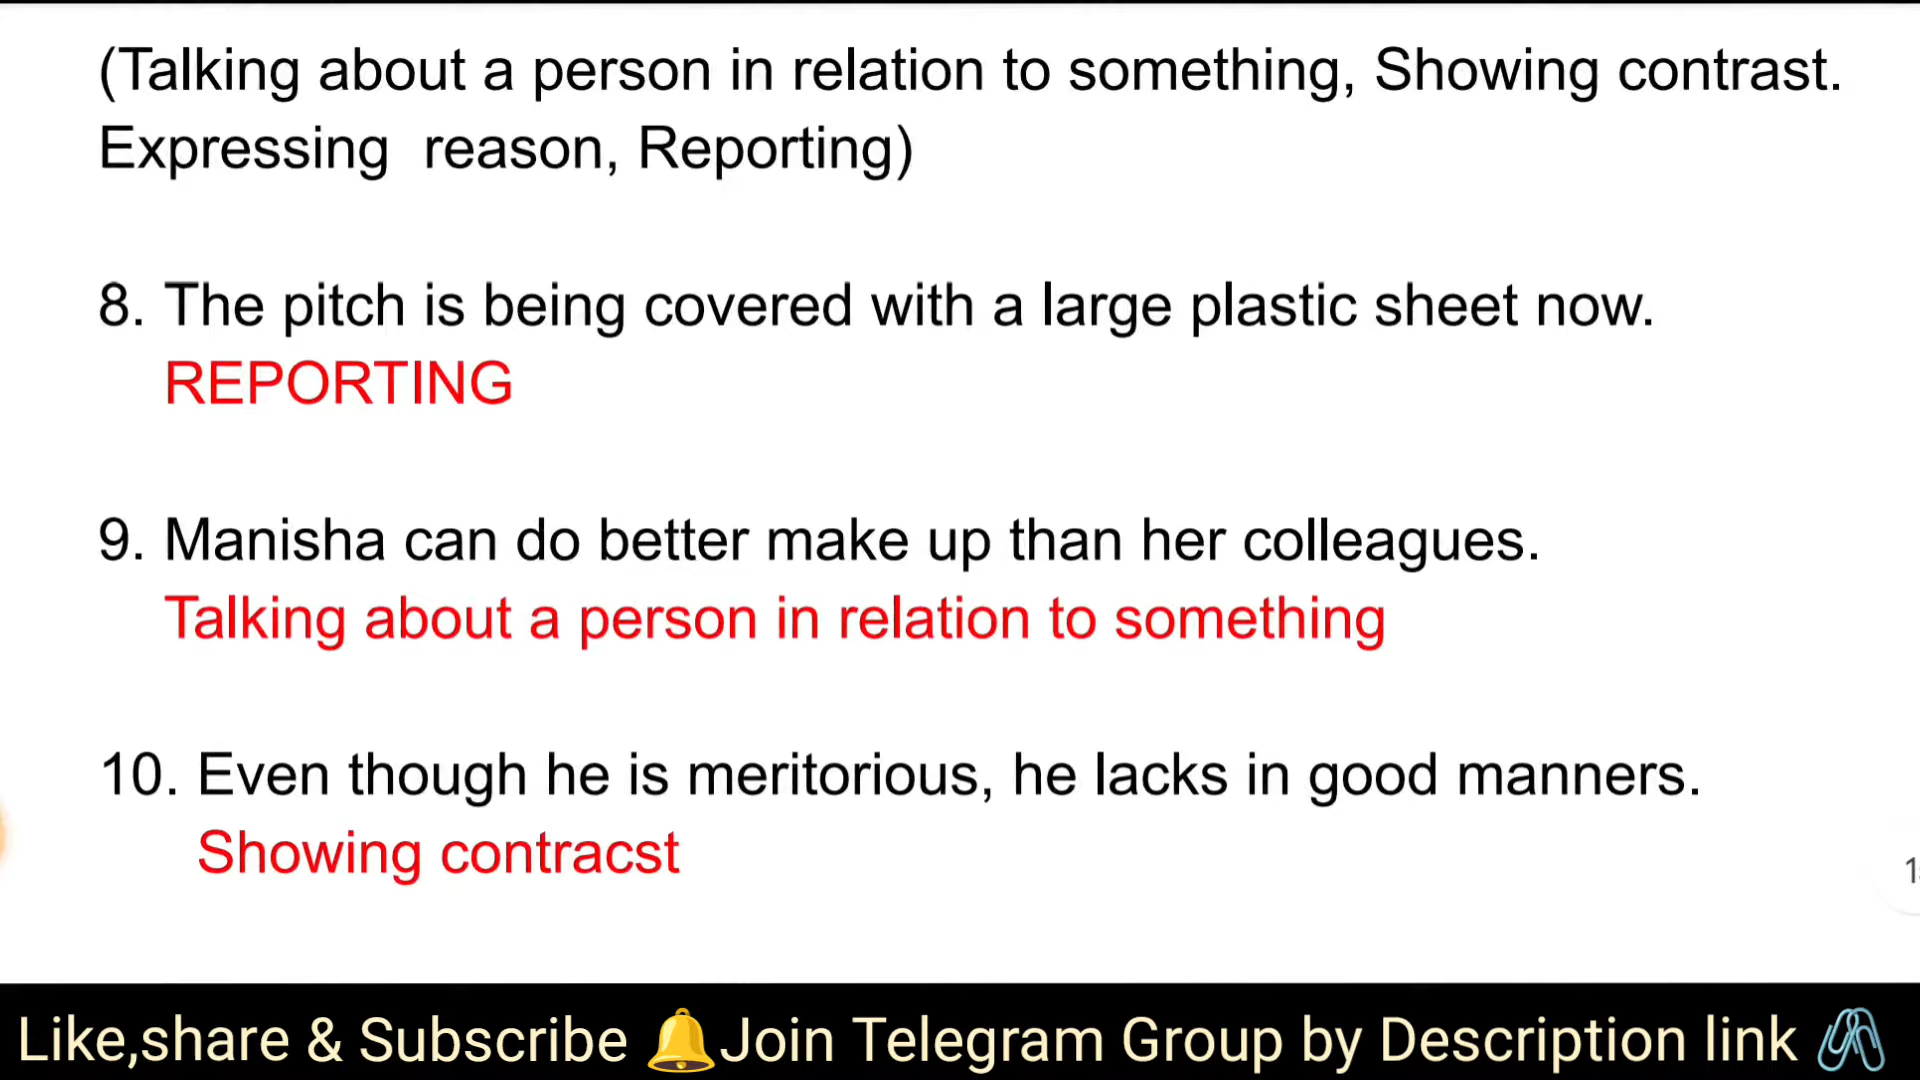 (Talking about a person in relation to something, Showing contrast.
Expressing reason, Reporting)
8. The pitch is being covered with a large plastic sheet now.
REPORTING
9. Manisha can do better make up than her colleagues.
Talking about a person in relation to something
10. Even though he is meritorious, he lacks in good manners.
Showing contracst
Like,share & Subscribe 🔔Join Telegram Group by Description link 🖇